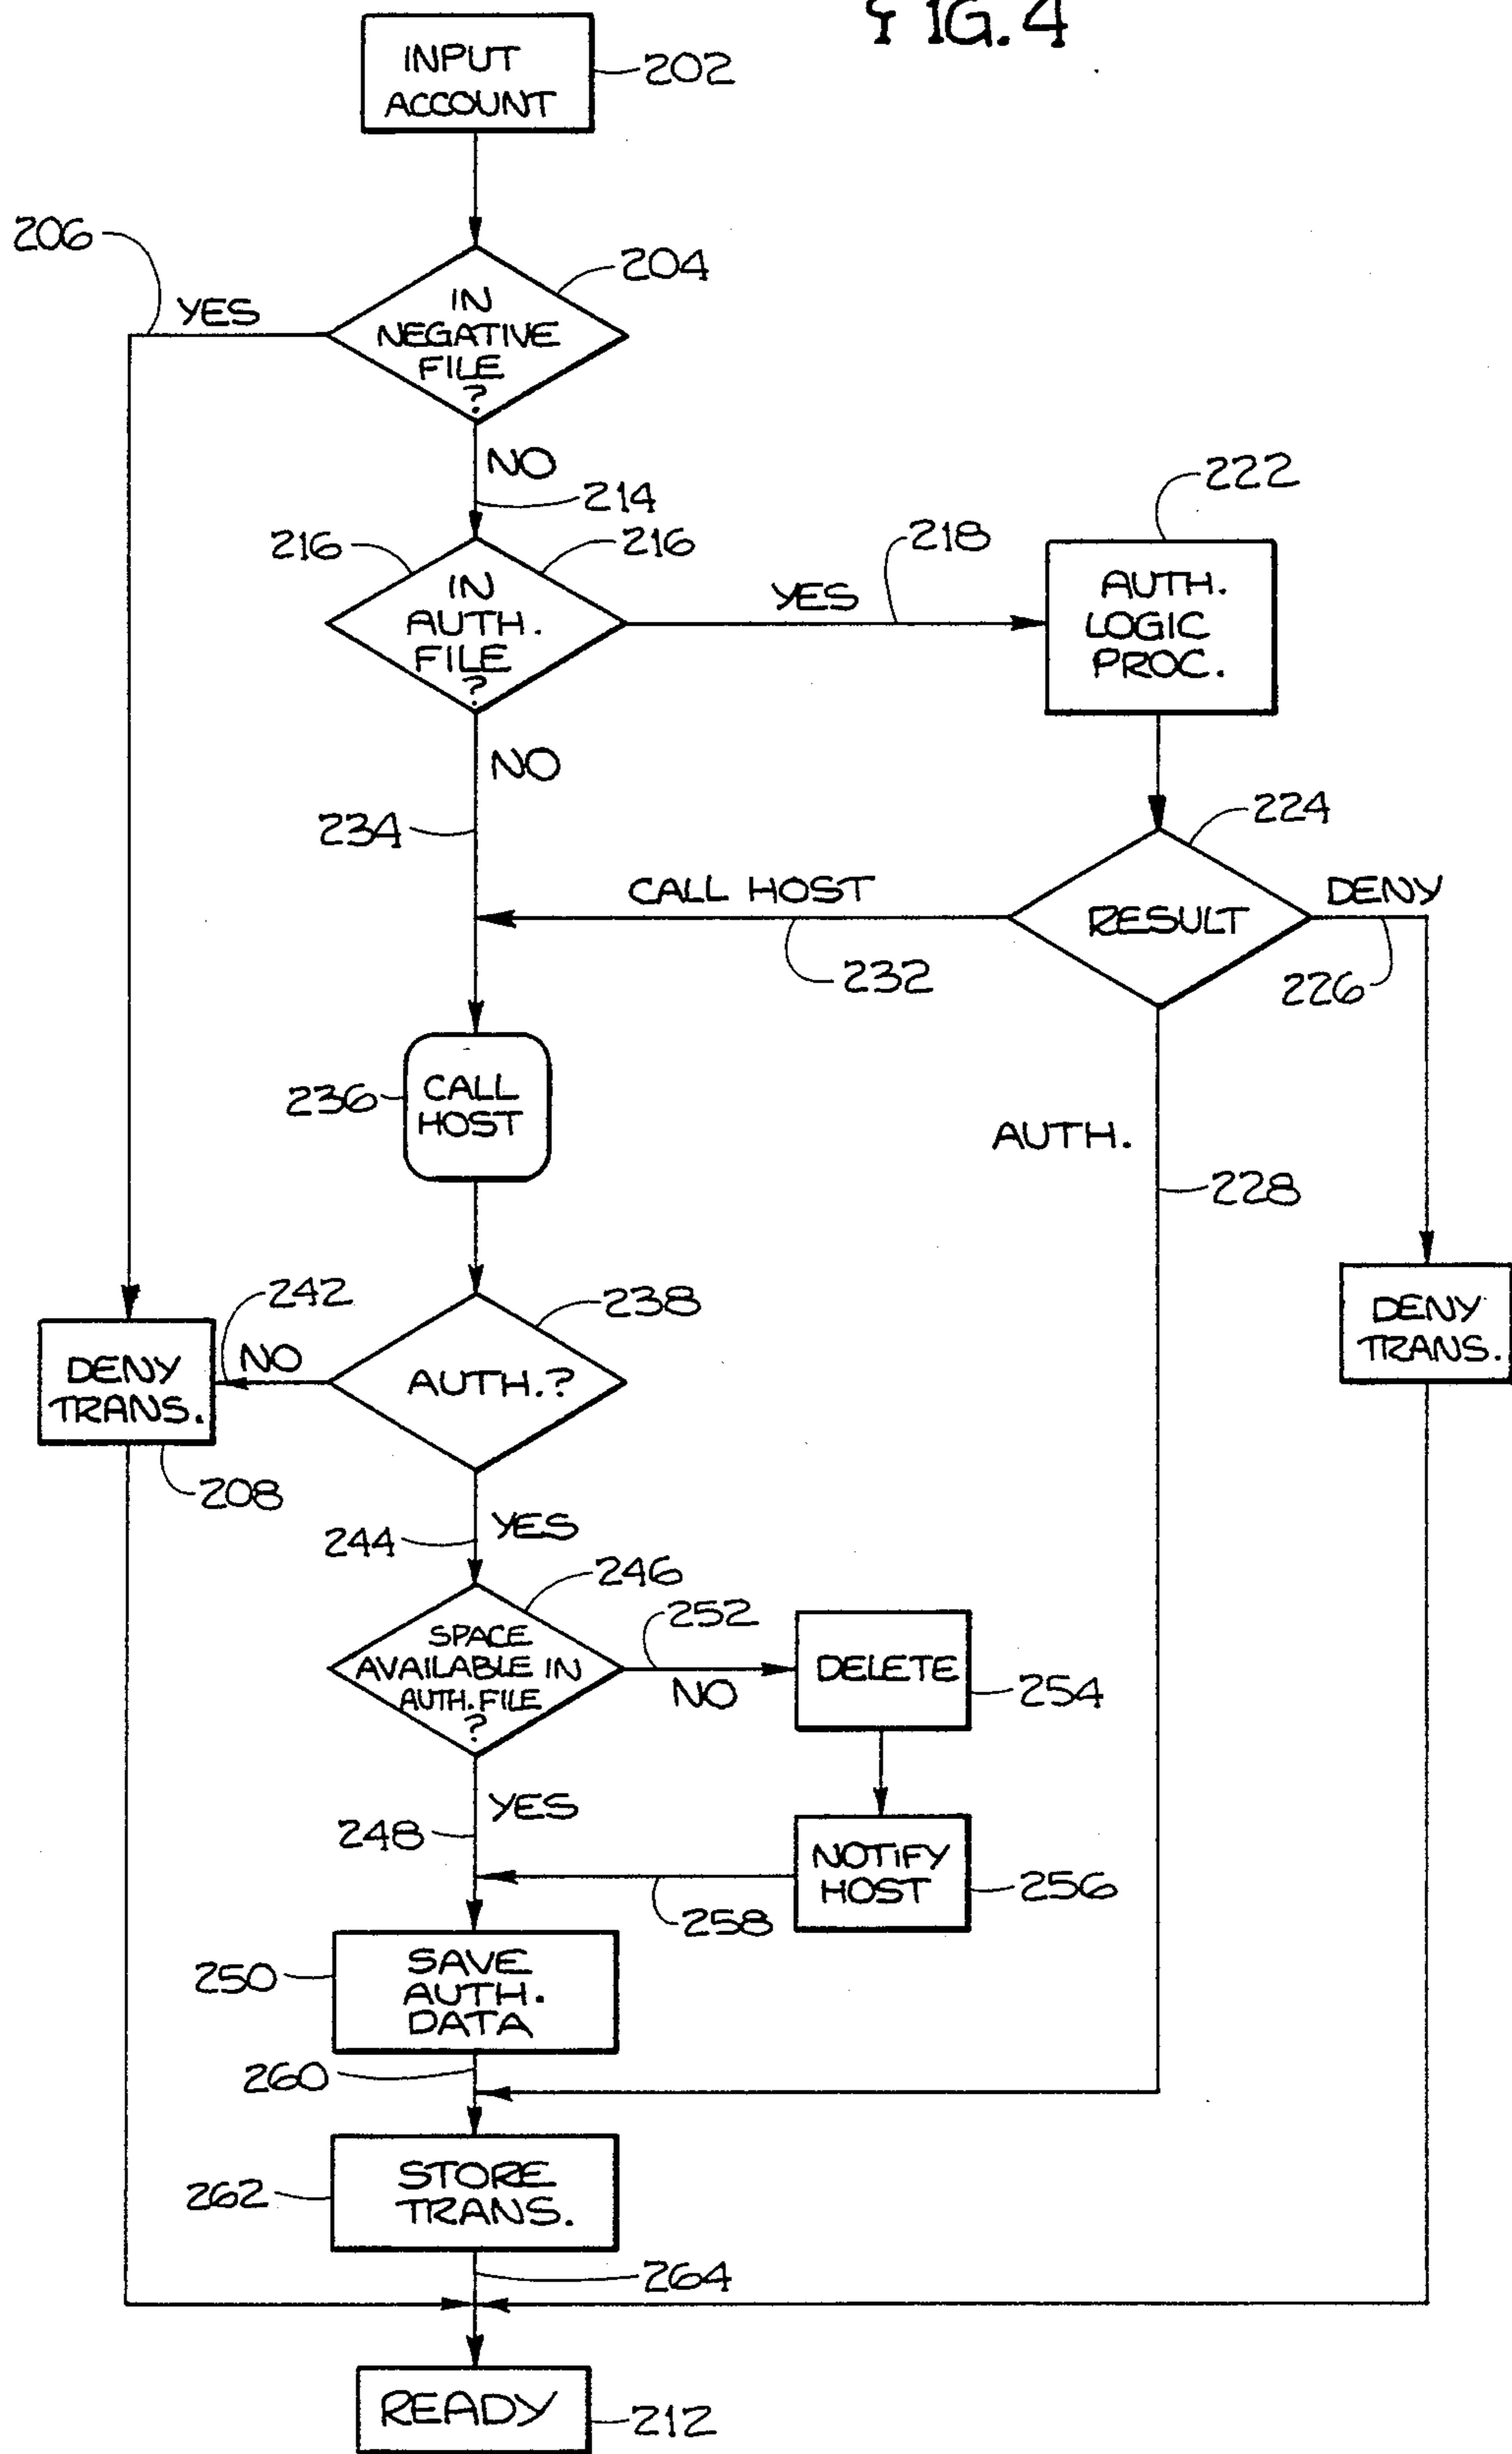 FIG. 4
INPUT
ACCOUNT
202
206
YES
204
IN
NEGATIVE
FILE
?
NO
214
216
216
IN
AUTH.
FILE
?
YES
218
222
AUTH.
LOGIC
PROC.
NO
234
224
CALL HOST
232
RESULT
DENY
226
236
CALL
HOST
AUTH.
228
242
238
NO
DENY
TRANS.
208
AUTH.?
DENY
TRANS.
244
YES
246
SPACE
AVAILABLE IN
AUTH. FILE
?
252
NO
DELETE
254
YES
248
NOTIFY
HOST
256
258
250
SAVE
AUTH.
DATA
260
262
STORE
TRANS.
264
READY
212